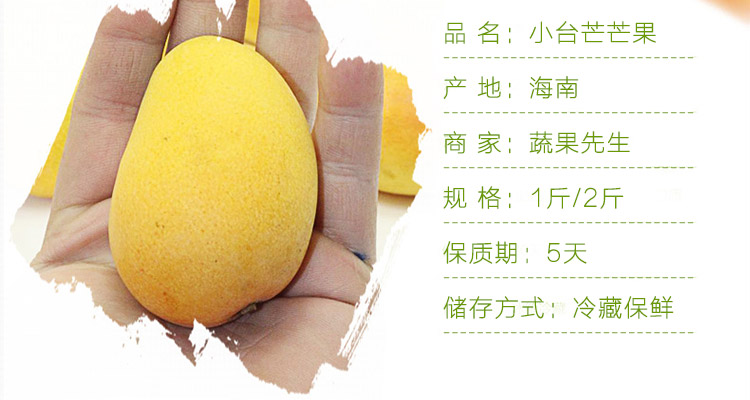 品 名：小台芒芒果
产 地：海南
商 家：蔬果先生
规 格：1斤/2斤
保质期：5天
储存方式：冷藏保鲜